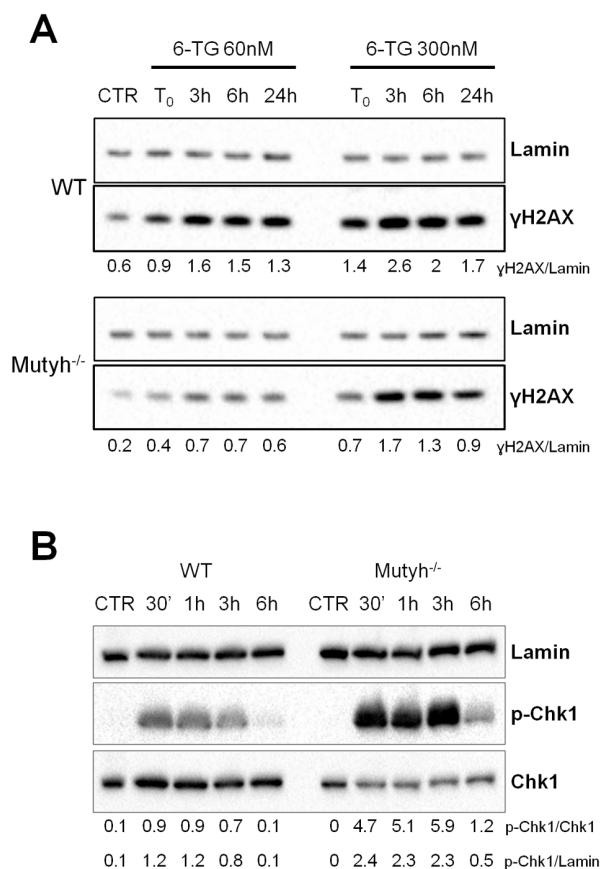 A
6-TG 60nM 6-TG 300nM
CTR T0 3h 6h 24h T0 3h 6h 24h
Lamin
WT
ɣH2AX
0.6 0.9 1.6 1.5 1.3 1.4 2.6 2 1.7 ɣH2AX/Lamin
Lamin
Mutyh-/-
ɣH2AX
0.2 0.4 0.7 0.7 0.6 0.7 1.7 1.3 0.9 ɣH2AX/Lamin
B
WT Mutyh-/-
CTR 30’ 1h 3h 6h CTR 30’ 1h 3h 6h
Lamin
p-Chk1
Chk1
0.1 0.9 0.9 0.7 0.1 0 4.7 5.1 5.9 1.2 p-Chk1/Chk1
0.1 1.2 1.2 0.8 0.1 0 2.4 2.3 2.3 0.5 p-Chk1/Lamin